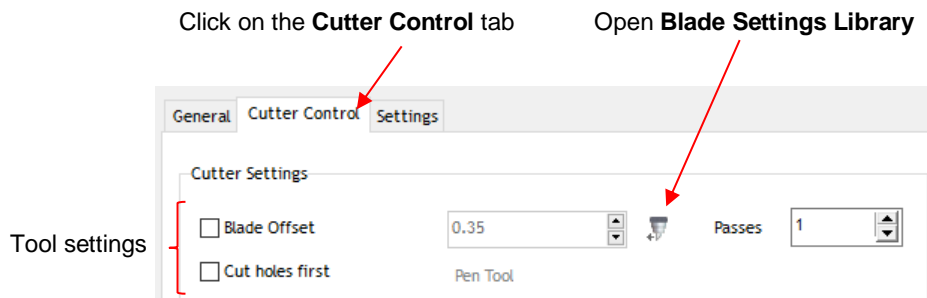 Click on the Cutter Control tab Open Blade Settings Library
General Cutter Control Settings
Cutter Settings
Tool settings
Blade Offset 0.35 Passes 1
Cut holes first Pen Tool